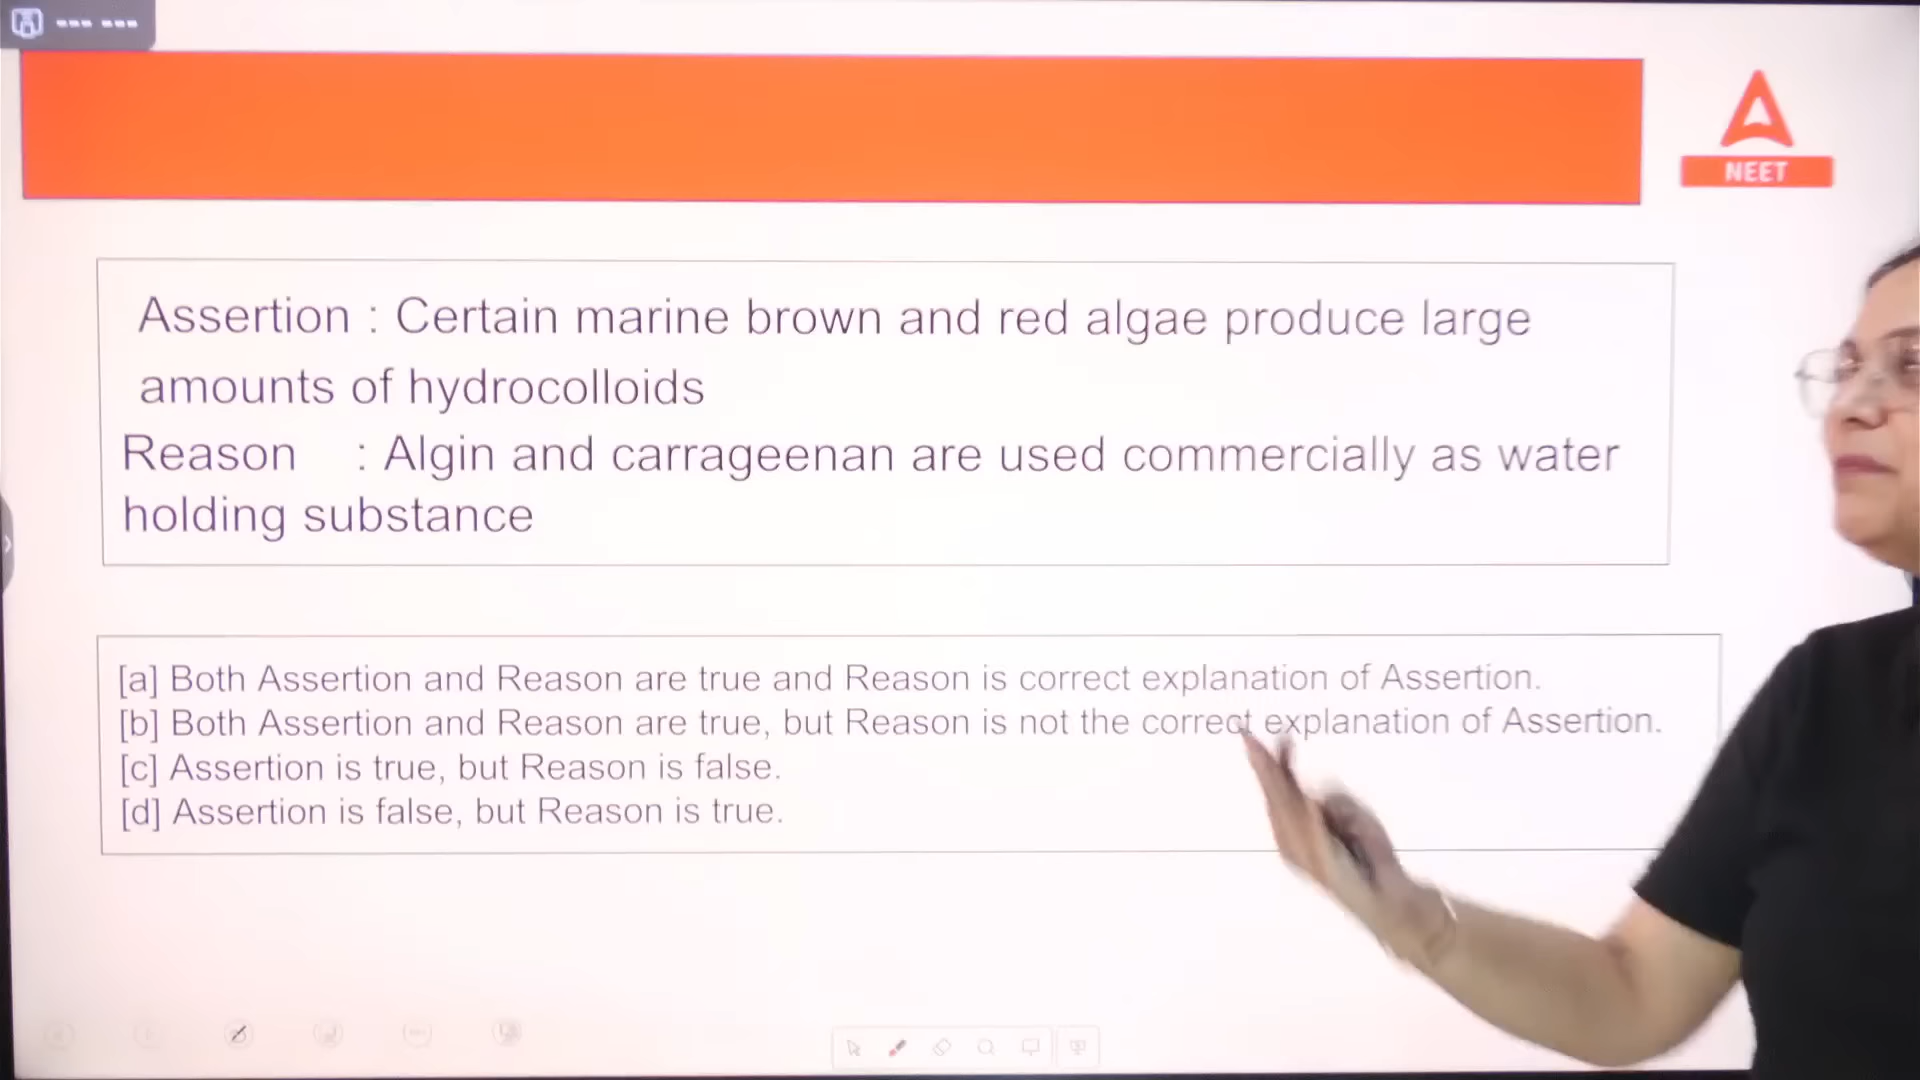 NEET
Assertion : Certain marine brown and red algae produce large
amounts of hydrocolloids
Reason : Algin and carrageenan are used commercially as water
holding substance
[a] Both Assertion and Reason are true and Reason is correct explanation of Assertion.
[b] Both Assertion and Reason are true, but Reason is not the correct explanation of Assertion.
[c] Assertion is true, but Reason is false.
[d] Assertion is false, but Reason is true.